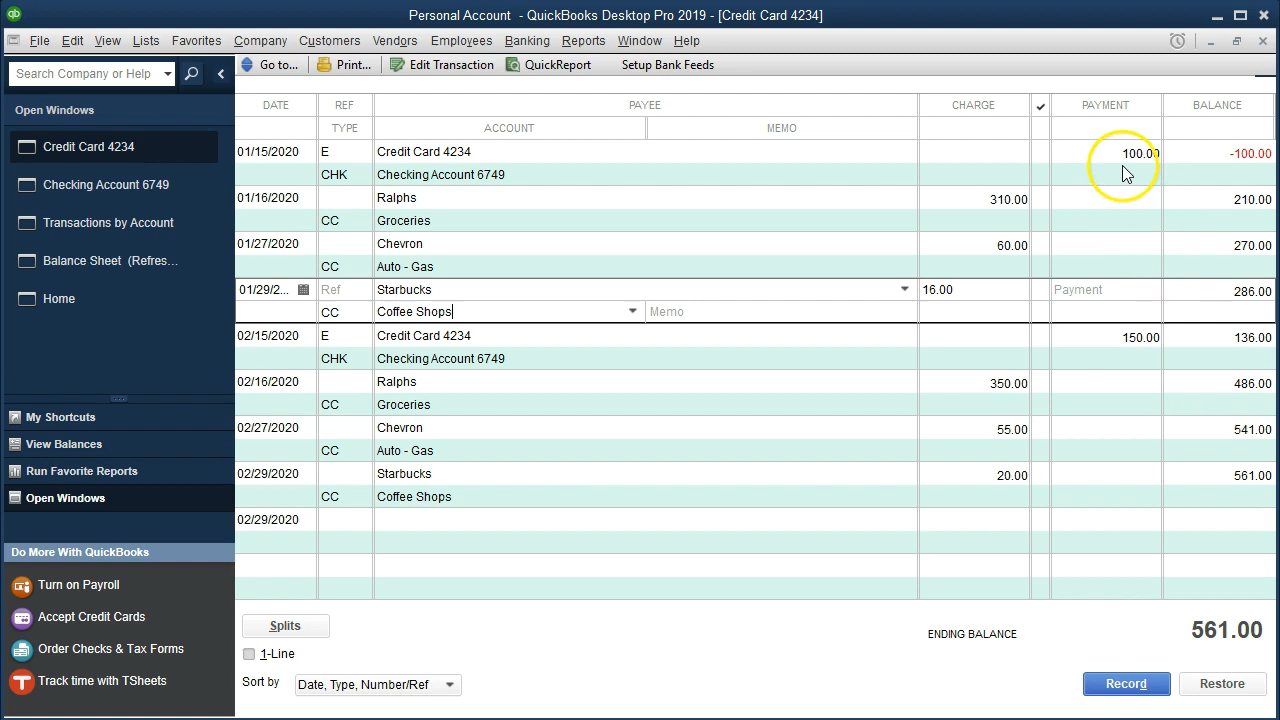 Personal Account - QuickBooks Desktop Pro 2019 - [Credit Card 4234]
File Edit View Lists Favorites Company Customers Vendors Employees Banking Reports Window Help
Search Company or Help
Go to... Print... Edit Transaction QuickReport Setup Bank Feeds
Open Windows
Credit Card 4234
Checking Account 6749
Transactions by Account
Balance Sheet (Refres...
Home
My Shortcuts
View Balances
Run Favorite Reports
Open Windows
Do More With QuickBooks
Turn on Payroll
Accept Credit Cards
Order Checks & Tax Forms
Track time with TSheets
DATE REF PAYEE CHARGE ✓ PAYMENT BALANCE
TYPE ACCOUNT MEMO
01/15/2020 E Credit Card 4234 100.00 -100.00
CHK Checking Account 6749
01/16/2020 Ralphs 310.00 210.00
CC Groceries
01/27/2020 Chevron 60.00 270.00
CC Auto - Gas
01/29/2... Ref Starbucks 16.00 Payment 286.00
CC Coffee Shops Memo
02/15/2020 E Credit Card 4234 150.00 136.00
CHK Checking Account 6749
02/16/2020 Ralphs 350.00 486.00
CC Groceries
02/27/2020 Chevron 55.00 541.00
CC Auto - Gas
02/29/2020 Starbucks 20.00 561.00
CC Coffee Shops
02/29/2020
Splits
ENDING BALANCE 561.00
1-Line
Sort by Date, Type, Number/Ref
Record Restore